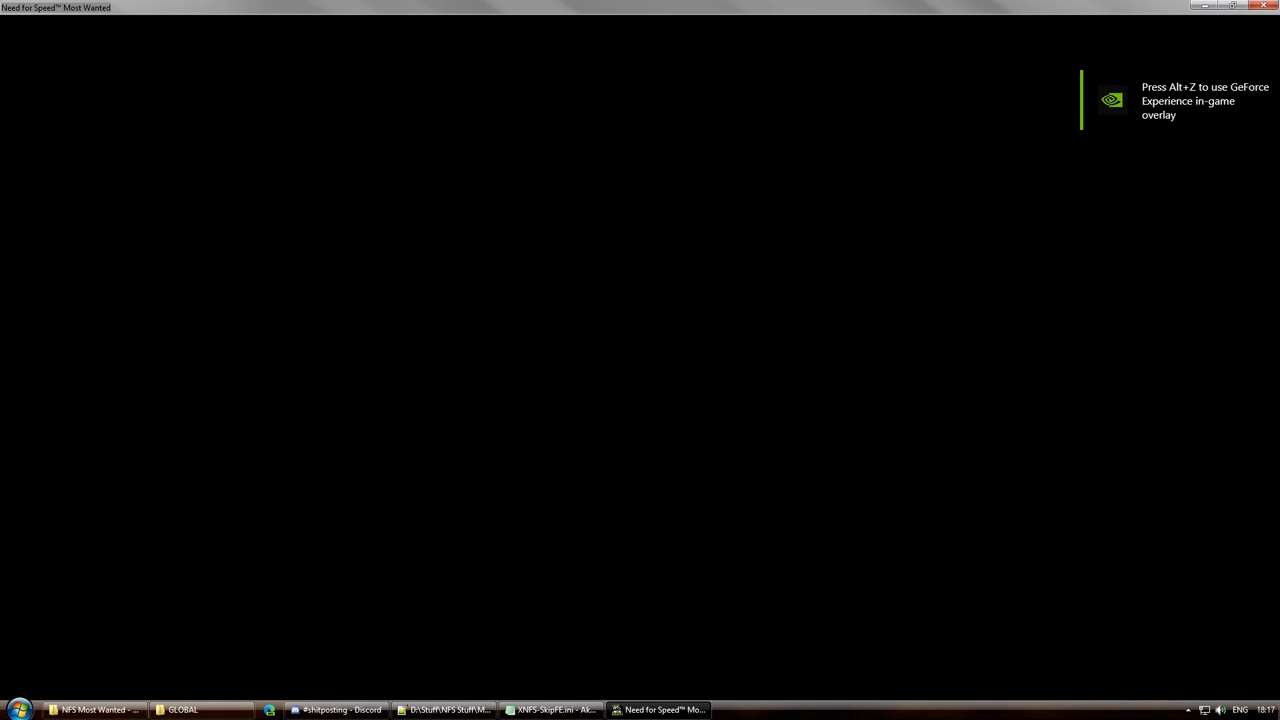 Need for Speed™ Most Wanted
Press Alt+Z to use GeForce
Experience in-game
overlay
NFS Most Wanted - ...
GLOBAL
#shitposting - Discord
D:\Stuff\NFS Stuff\M...
XNFS-SkipFE.ini - Ak...
Need for Speed™ Mo...
ENG
18:17